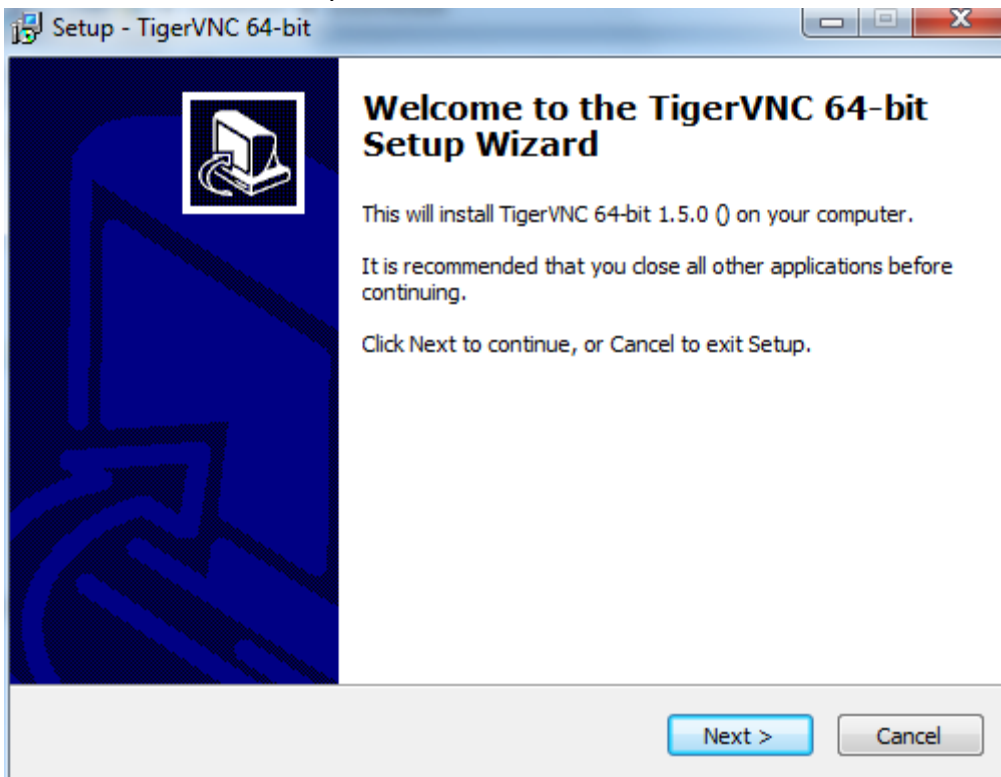 Setup - TigerVNC 64-bit
Welcome to the TigerVNC 64-bit
Setup Wizard
This will install TigerVNC 64-bit 1.5.0 () on your computer.
It is recommended that you close all other applications before
continuing.
Click Next to continue, or Cancel to exit Setup.
Next >
Cancel